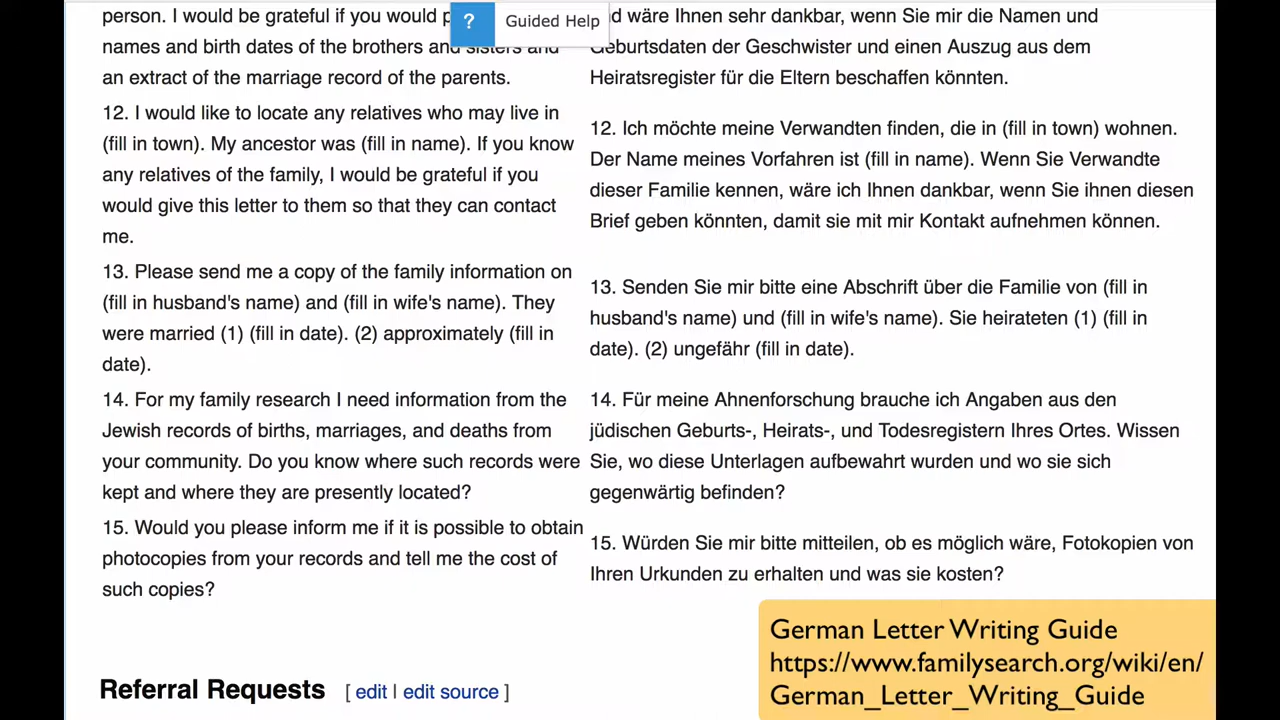 person. I would be grateful if you would
names and birth dates of the brothers and sisters and
an extract of the marriage record of the parents.
12. I would like to locate any relatives who may live in
(fill in town). My ancestor was (fill in name). If you know
any relatives of the family, I would be grateful if you
would give this letter to them so that they can contact
me.
13. Please send me a copy of the family information on
(fill in husband's name) and (fill in wife's name). They
were married (1) (fill in date). (2) approximately (fill in
date).
14. For my family research I need information from the
Jewish records of births, marriages, and deaths from
your community. Do you know where such records were
kept and where they are presently located?
15. Would you please inform me if it is possible to obtain
photocopies from your records and tell me the cost of
such copies?
? Guided Help
wäre Ihnen sehr dankbar, wenn Sie mir die Namen und
Geburtsdaten der Geschwister und einen Auszug aus dem
Heiratsregister für die Eltern beschaffen könnten.
12. Ich möchte meine Verwandten finden, die in (fill in town) wohnen.
Der Name meines Vorfahren ist (fill in name). Wenn Sie Verwandte
dieser Familie kennen, wäre ich Ihnen dankbar, wenn Sie ihnen diesen
Brief geben könnten, damit sie mit mir Kontakt aufnehmen können.
13. Senden Sie mir bitte eine Abschrift über die Familie von (fill in
husband's name) und (fill in wife's name). Sie heirateten (1) (fill in
date). (2) ungefähr (fill in date).
14. Für meine Ahnenforschung brauche ich Angaben aus den
jüdischen Geburts-, Heirats-, und Todesregistern Ihres Ortes. Wissen
Sie, wo diese Unterlagen aufbewahrt wurden und wo sie sich
gegenwärtig befinden?
15. Würden Sie mir bitte mitteilen, ob es möglich wäre, Fotokopien von
Ihren Urkunden zu erhalten und was sie kosten?
Referral Requests [ edit | edit source ]
German Letter Writing Guide
https://www.familysearch.org/wiki/en/
German_Letter_Writing_Guide